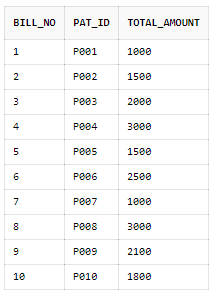 BILL_NO PAT_ID TOTAL_AMOUNT
1 P001 1000
2 P002 1500
3 P003 2000
4 P004 3000
5 P005 1500
6 P006 2500
7 P007 1000
8 P008 3000
9 P009 2100
10 P010 1800